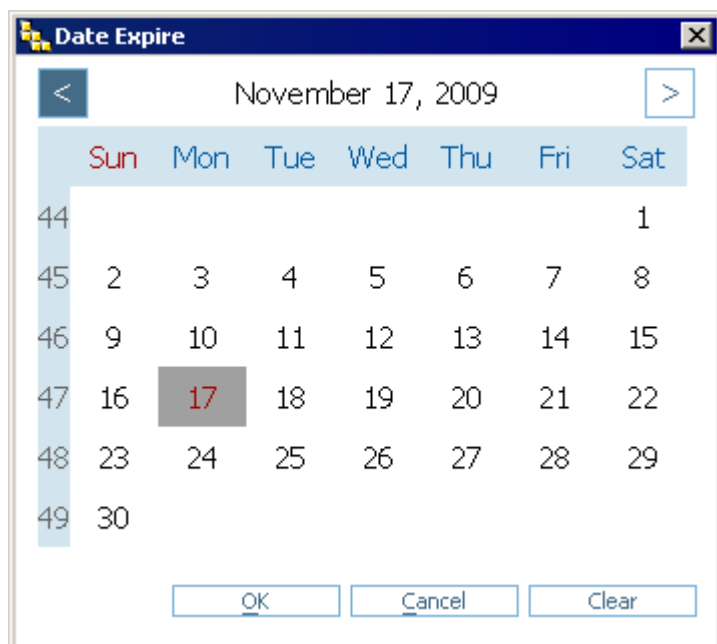 Date Expire
< November 17, 2009 >
Sun Mon Tue Wed Thu Fri Sat
44 1
45 2 3 4 5 6 7 8
46 9 10 11 12 13 14 15
47 16 17 18 19 20 21 22
48 23 24 25 26 27 28 29
49 30
OK Cancel Clear